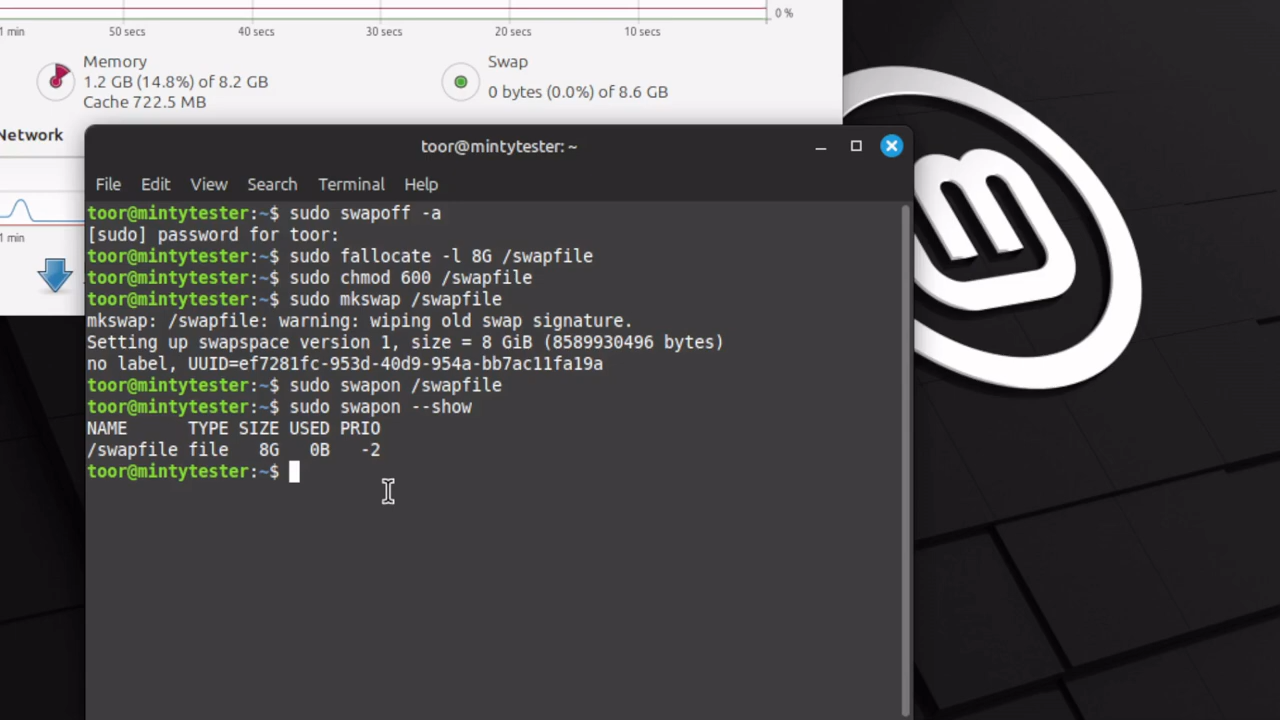 0 %
1 min 50 secs 40 secs 30 secs 20 secs 10 secs
Memory
1.2 GB (14.8%) of 8.2 GB
Cache 722.5 MB
Swap
0 bytes (0.0%) of 8.6 GB
Network
1 min
toor@mintytester: ~
File Edit View Search Terminal Help
toor@mintytester:~$ sudo swapoff -a
[sudo] password for toor:
toor@mintytester:~$ sudo fallocate -l 8G /swapfile
toor@mintytester:~$ sudo chmod 600 /swapfile
toor@mintytester:~$ sudo mkswap /swapfile
mkswap: /swapfile: warning: wiping old swap signature.
Setting up swapspace version 1, size = 8 GiB (8589930496 bytes)
no label, UUID=ef7281fc-953d-40d9-954a-bb7ac11fa19a
toor@mintytester:~$ sudo swapon /swapfile
toor@mintytester:~$ sudo swapon --show
NAME      TYPE SIZE USED PRIO
/swapfile file   8G   0B   -2
toor@mintytester:~$